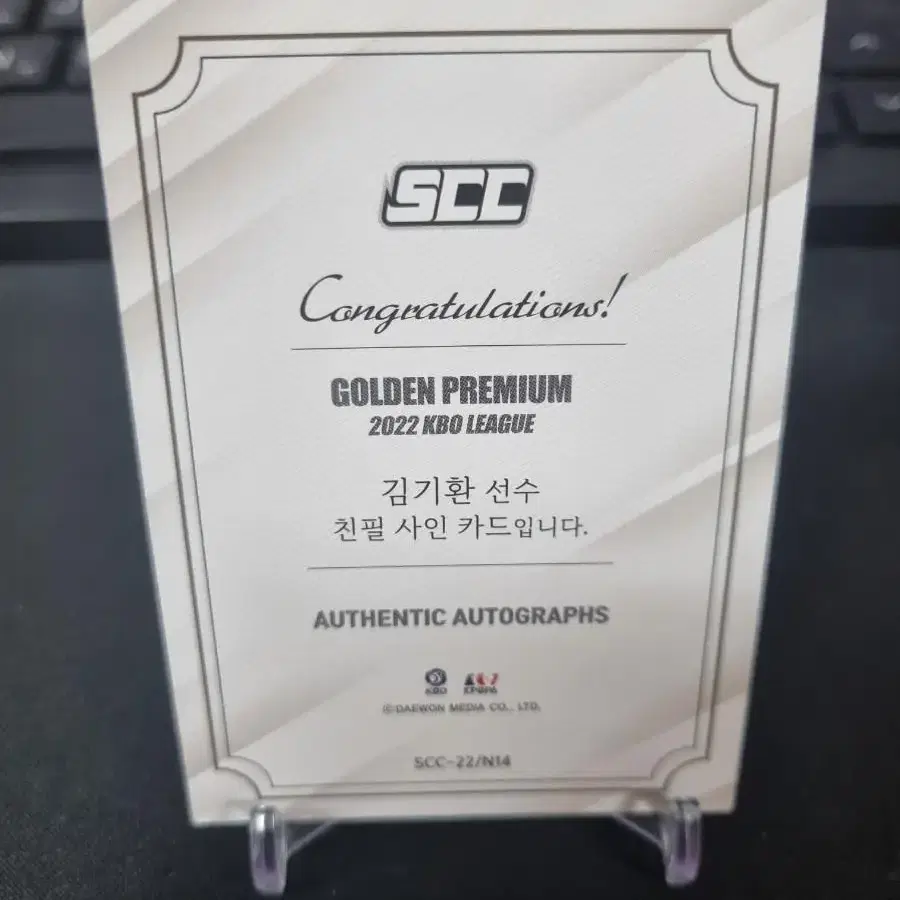 SCC
Congratulations!
GOLDEN PREMIUM
2022 KBO LEAGUE
김기환 선수
친필 사인 카드입니다.
AUTHENTIC AUTOGRAPHS
KBO KPBPA
ⓒDAEWON MEDIA CO., LTD.
SCC-22/N14